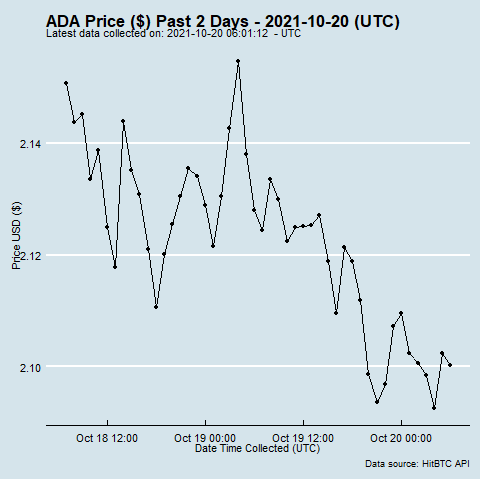 ADA Price ($) Past 2 Days - 2021-10-20 (UTC)
Latest data collected on: 2021-10-20 06:01:12 - UTC
Price USD ($)
2.14
2.12
2.10
Oct 18 12:00 Oct 19 00:00 Oct 19 12:00 Oct 20 00:00
Date Time Collected (UTC)
Data source: HitBTC API